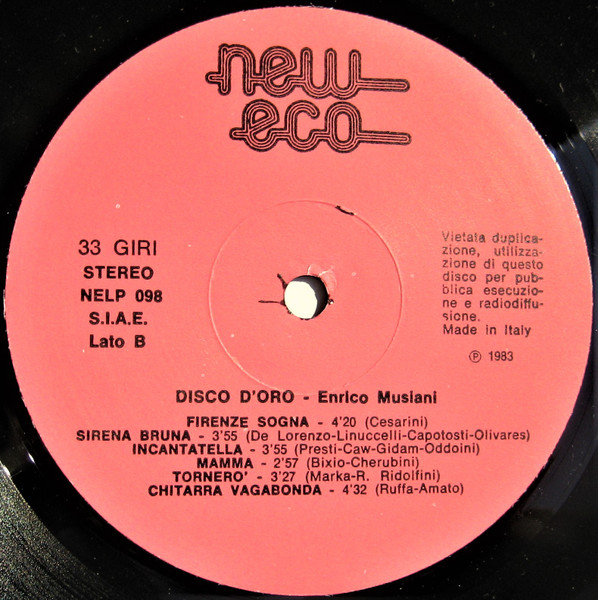 new
eco
33 GIRI
STEREO
NELP 098
S.I.A.E.
Lato B
Vietata duplica-
zione, utilizza-
zione di questo
disco per pub-
blica esecuzio-
ne e radiodiffu-
sione.
Made in Italy
Ⓟ 1983
DISCO D'ORO - Enrico Musiani
FIRENZE SOGNA - 4'20 (Cesarini)
SIRENA BRUNA - 3'55 (De Lorenzo-Linuccelli-Capotosti-Olivares)
INCANTATELLA - 3'55 (Presti-Caw-Gidam-Oddoini)
MAMMA - 2'57 (Bixio-Cherubini)
TORNERO' - 3'27 (Marka-R. Ridolfini)
CHITARRA VAGABONDA - 4'32 (Ruffa-Amato)